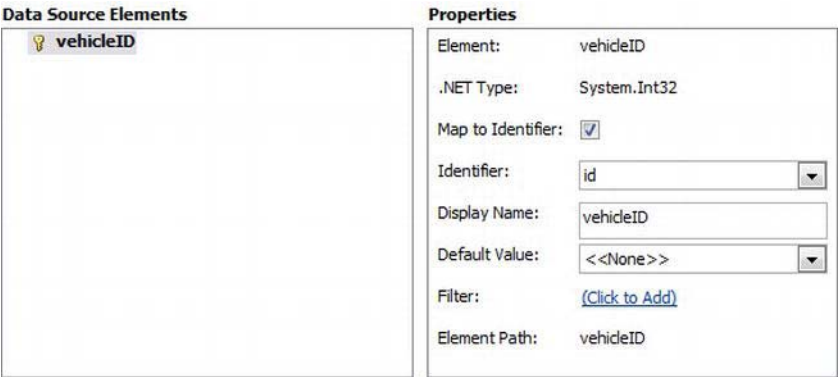 Data Source Elements
vehicleID
Properties
Element: vehicleID
.NET Type: System.Int32
Map to Identifier:
Identifier: id
Display Name: vehicleID
Default Value: <<None>>
Filter: (Click to Add)
Element Path: vehicleID